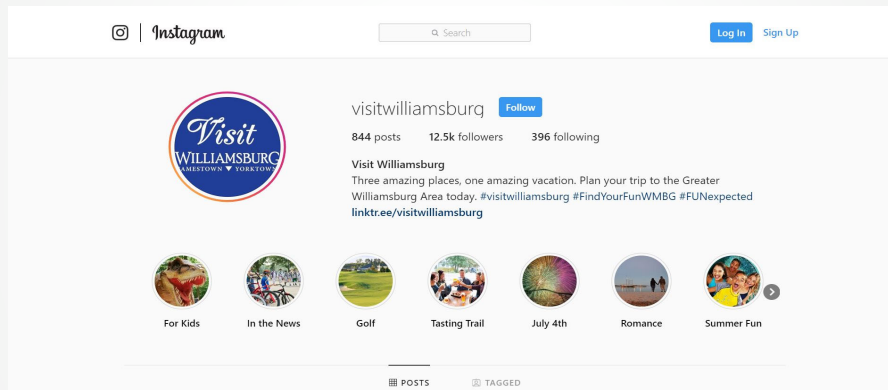 Instagram
Search
Log In
Sign Up
Visit
WILLIAMSBURG
JAMESTOWN ▼ YORKTOWN
visitwilliamsburg
Follow
844 posts 12.5k followers 396 following
Visit Williamsburg
Three amazing places, one amazing vacation. Plan your trip to the Greater
Williamsburg Area today. #visitwilliamsburg #FindYourFunWMBG #FUNexpected
linktr.ee/visitwilliamsburg
For Kids
In the News
Golf
Tasting Trail
July 4th
Romance
Summer Fun
POSTS
TAGGED